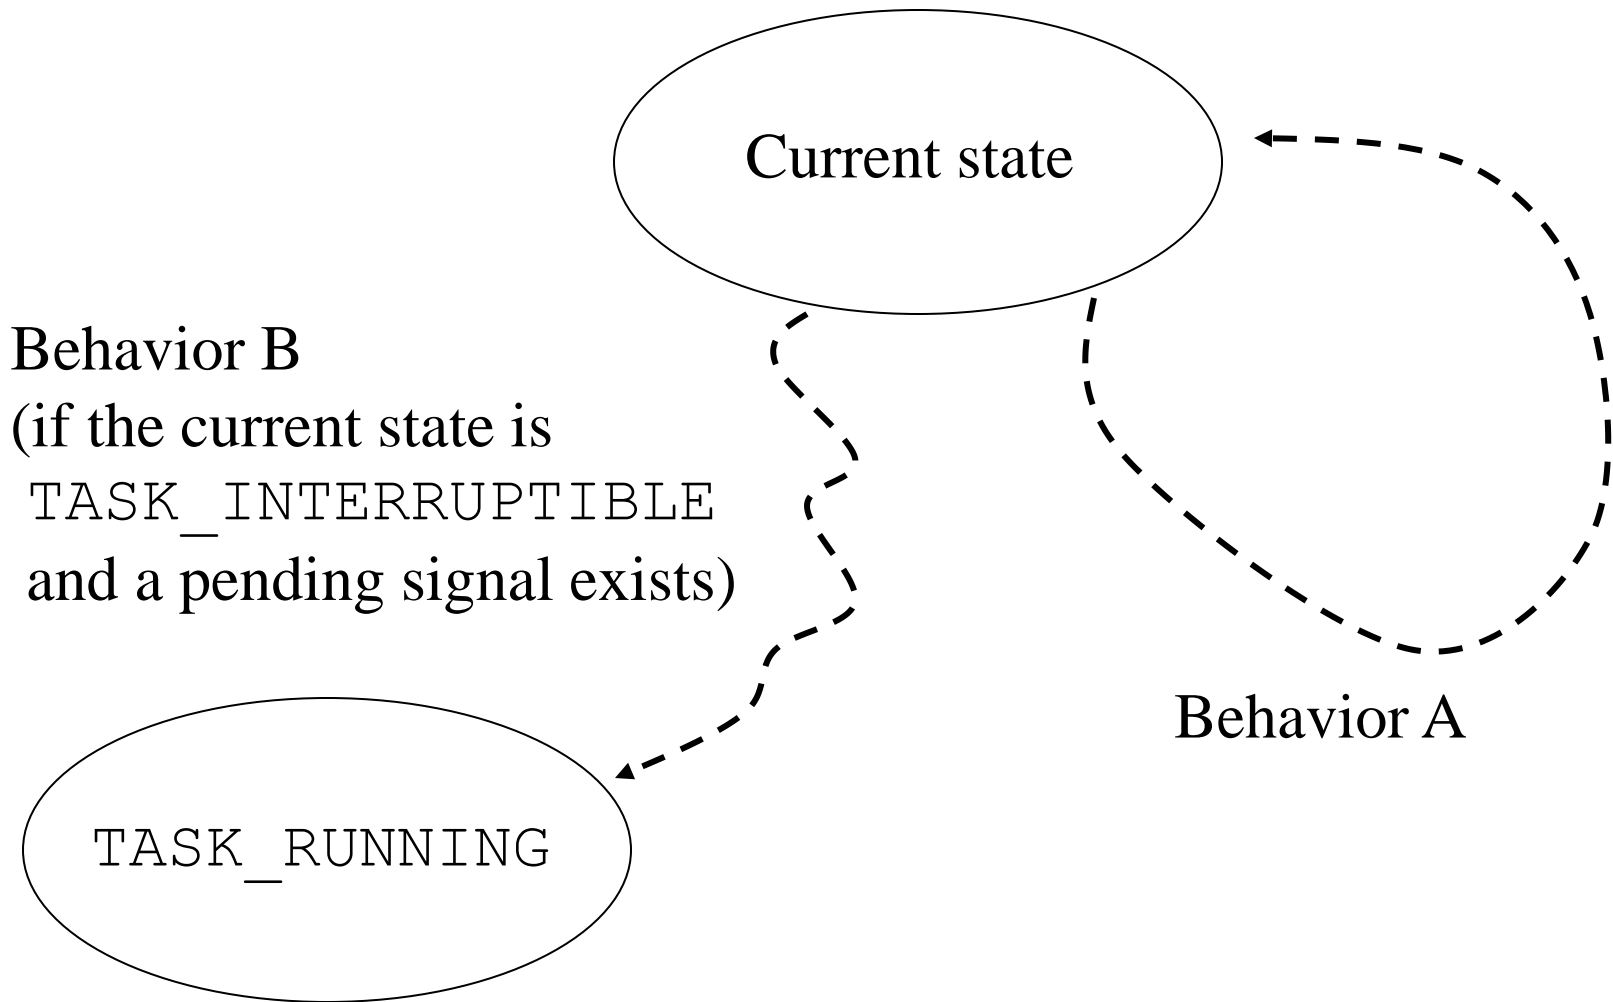 Current state
Behavior B
(if the current state is
TASK_INTERRUPTIBLE
and a pending signal exists)
Behavior A
TASK_RUNNING